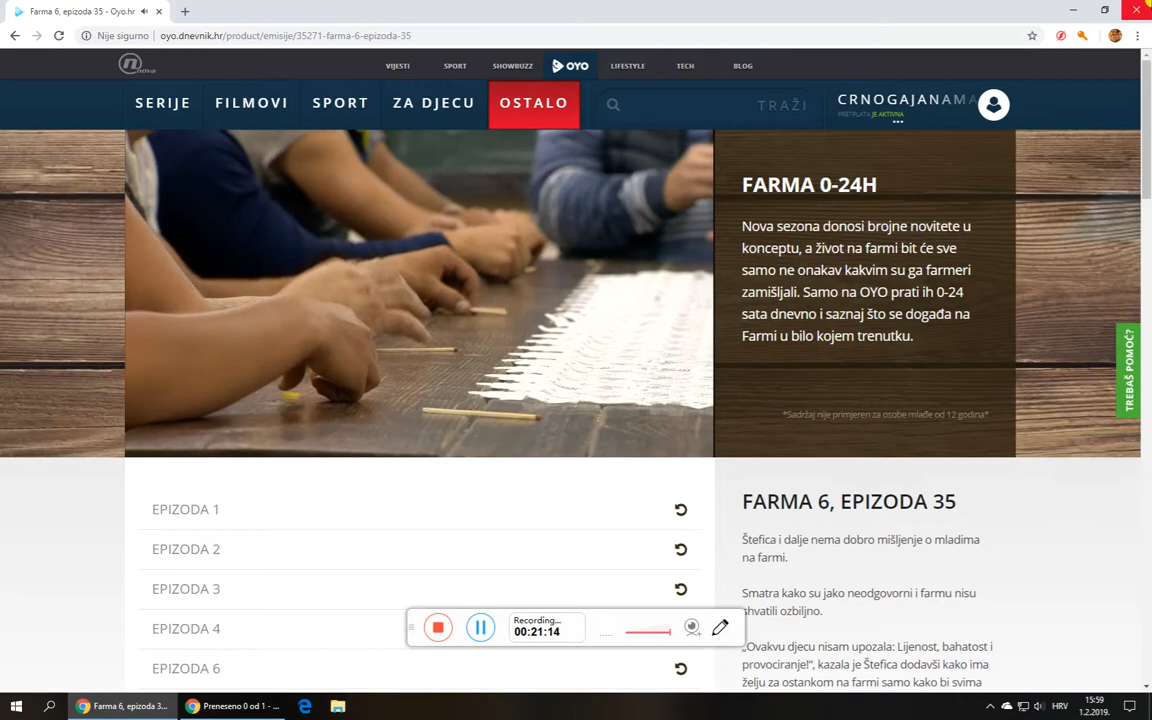 Farma 6, epizoda 35 - Oyo.hr
Nije sigurno
oyo.dnevnik.hr/product/emisije/35271-farma-6-epizoda-35
nova
VIJESTI
SPORT
SHOWBUZZ
OYO
LIFESTYLE
TECH
BLOG
SERIJE
FILMOVI
SPORT
ZA DJECU
OSTALO
TRAŽI
CRNOGAJANAMA
PRETPLATA JE AKTIVNA
FARMA 0-24H
Nova sezona donosi brojne novitete u
konceptu, a život na farmi bit će sve
samo ne onakav kakvim su ga farmeri
zamišljali. Samo na OYO prati ih 0-24
sata dnevno i saznaj što se događa na
Farmi u bilo kojem trenutku.
*Sadržaj nije primjeren za osobe mlađe od 12 godina*
TREBAŠ POMOĆ?
EPIZODA 1
EPIZODA 2
EPIZODA 3
EPIZODA 4
EPIZODA 6
FARMA 6, EPIZODA 35
Štefica i dalje nema dobro mišljenje o mladima
na farmi.
Smatra kako su jako neodgovorni i farmu nisu
shvatili ozbiljno.
„Ovakvu djecu nisam upozala: Lijenost, bahatost i
provociranje!“, kazala je Štefica dodavši kako ima
želju za ostankom na farmi samo kako bi svima
Recording...
00:21:14
Farma 6, epizoda 3...
Preneseno 0 od 1 - ...
HRV
15:59
1.2.2019.